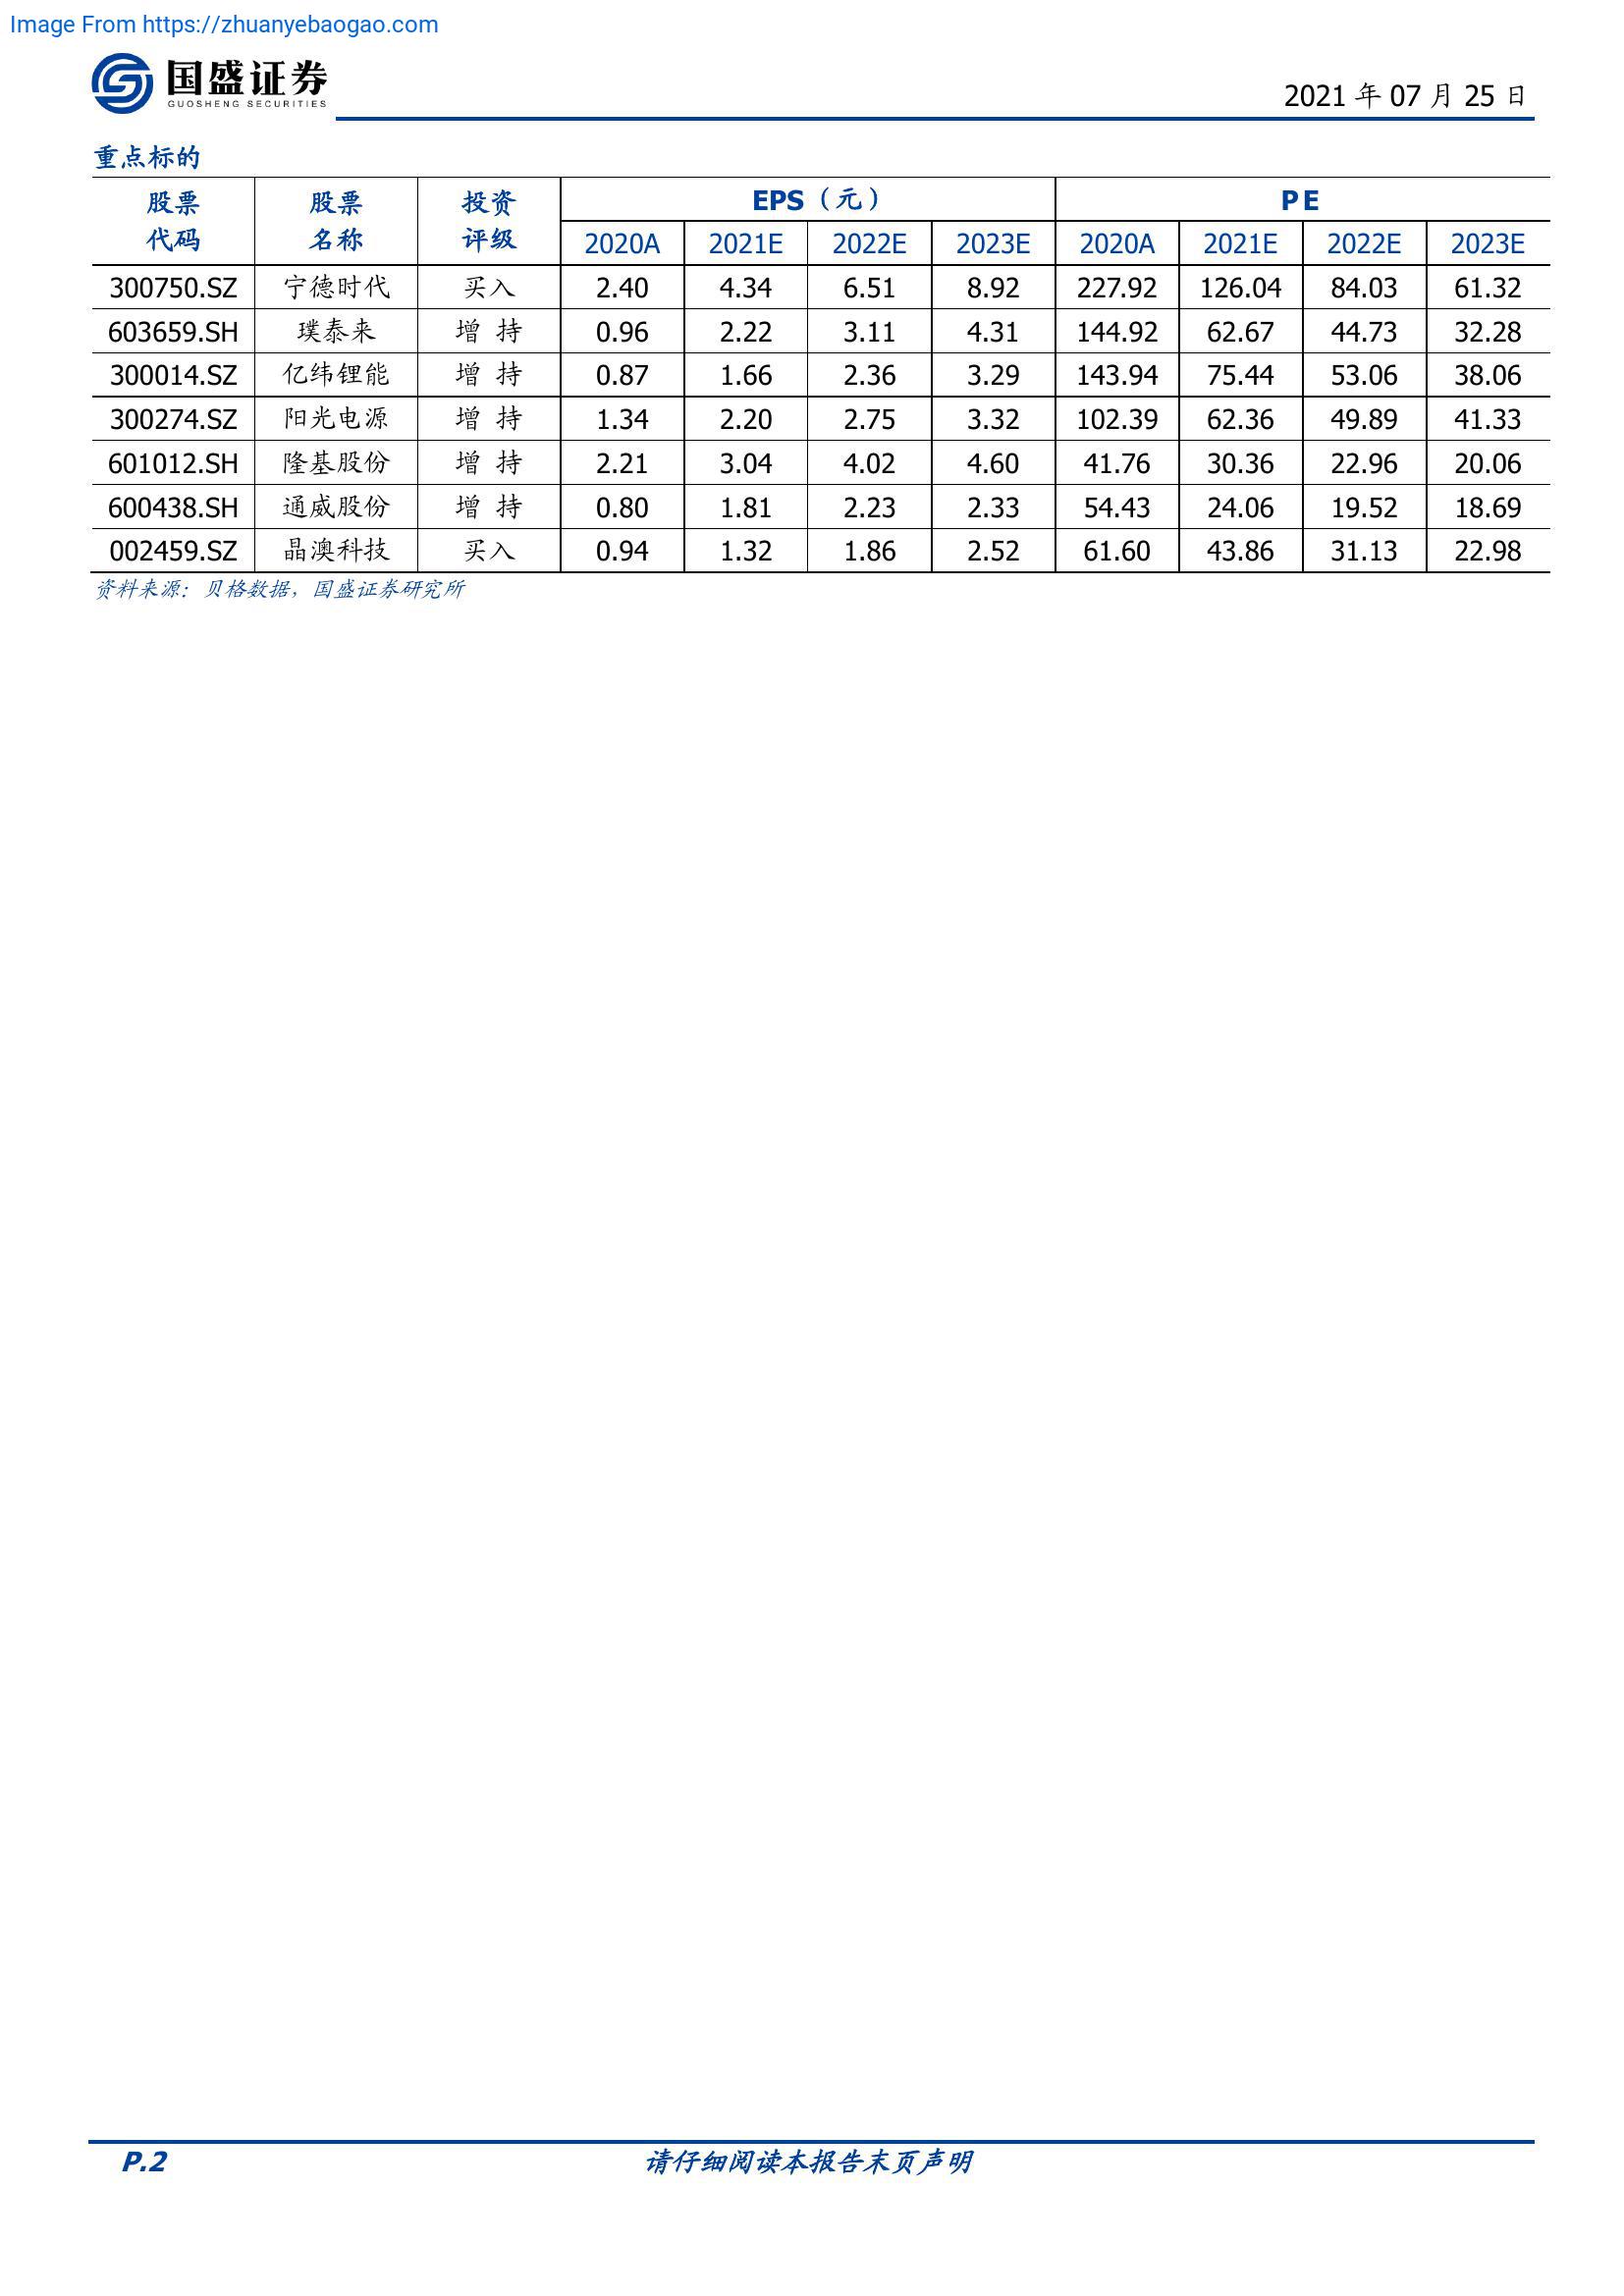 Image From https://zhuanyebaogao.com
国盛证券
GUOSHENG SECURITIES
2021 年 07 月 25 日
重点标的
股票代码 股票名称 投资评级 EPS（元） PE
2020A 2021E 2022E 2023E 2020A 2021E 2022E 2023E
300750.SZ 宁德时代 买入 2.40 4.34 6.51 8.92 227.92 126.04 84.03 61.32
603659.SH 璞泰来 增 持 0.96 2.22 3.11 4.31 144.92 62.67 44.73 32.28
300014.SZ 亿纬锂能 增 持 0.87 1.66 2.36 3.29 143.94 75.44 53.06 38.06
300274.SZ 阳光电源 增 持 1.34 2.20 2.75 3.32 102.39 62.36 49.89 41.33
601012.SH 隆基股份 增 持 2.21 3.04 4.02 4.60 41.76 30.36 22.96 20.06
600438.SH 通威股份 增 持 0.80 1.81 2.23 2.33 54.43 24.06 19.52 18.69
002459.SZ 晶澳科技 买入 0.94 1.32 1.86 2.52 61.60 43.86 31.13 22.98
资料来源：贝格数据，国盛证券研究所
P.2 请仔细阅读本报告末页声明